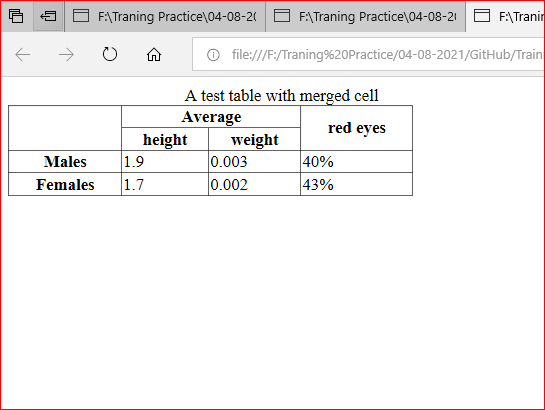 F:\Traning Practice\04-08-20 F:\Traning Practice\04-08-20 F:\Tranin
file:///F:/Traning%20Practice/04-08-2021/GitHub/Train
A test table with merged cell
Average red eyes
height weight
Males 1.9 0.003 40%
Females 1.7 0.002 43%